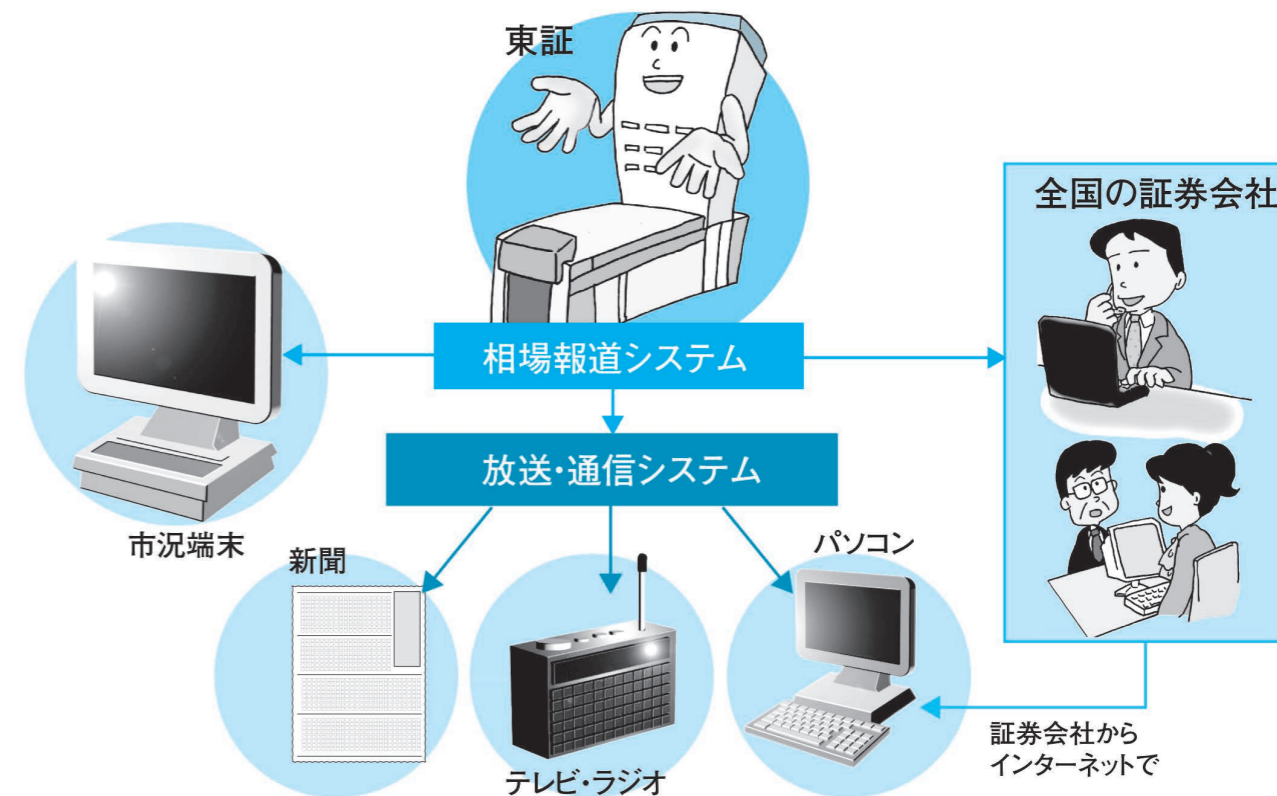 東証
全国の証券会社
相場報道システム
放送・通信システム
市況端末
新聞
パソコン
テレビ・ラジオ
証券会社から
インターネットで